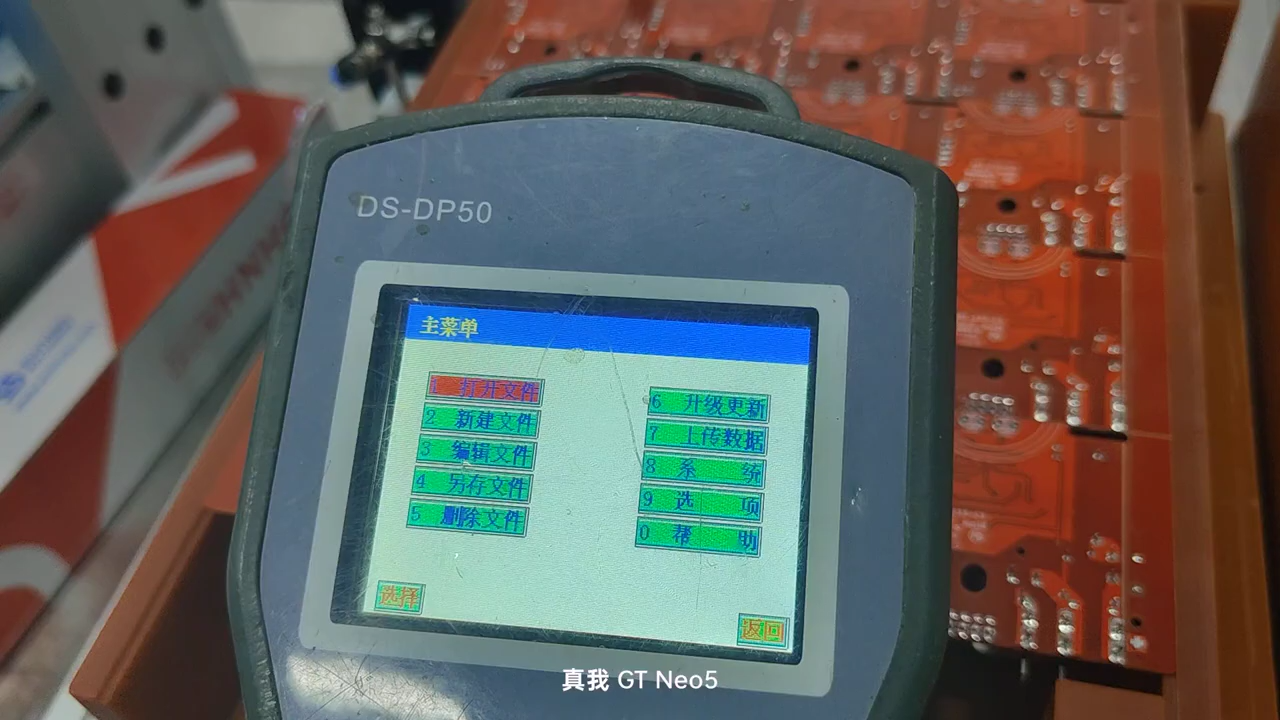 DS-DP50
主菜单
1 打开文件
2 新建文件
3 编辑文件
4 另存文件
5 删除文件
6 升级更新
7 上传数据
8 系 统
9 选 项
0 帮 助
选择
返回
真我 GT Neo5